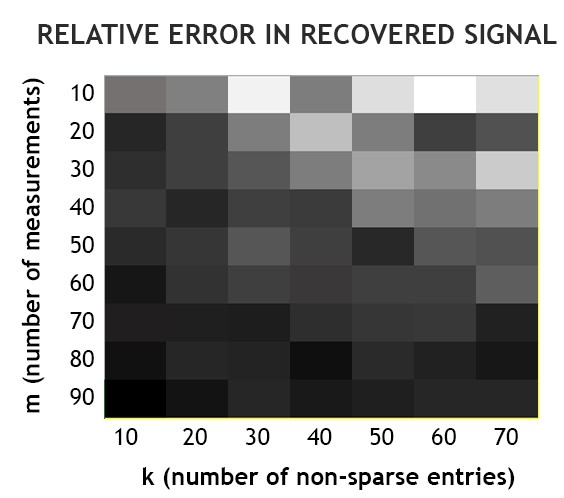 RELATIVE ERROR IN RECOVERED SIGNAL
m (number of measurements)
10
20
30
40
50
60
70
80
90
10 20 30 40 50 60 70
k (number of non-sparse entries)